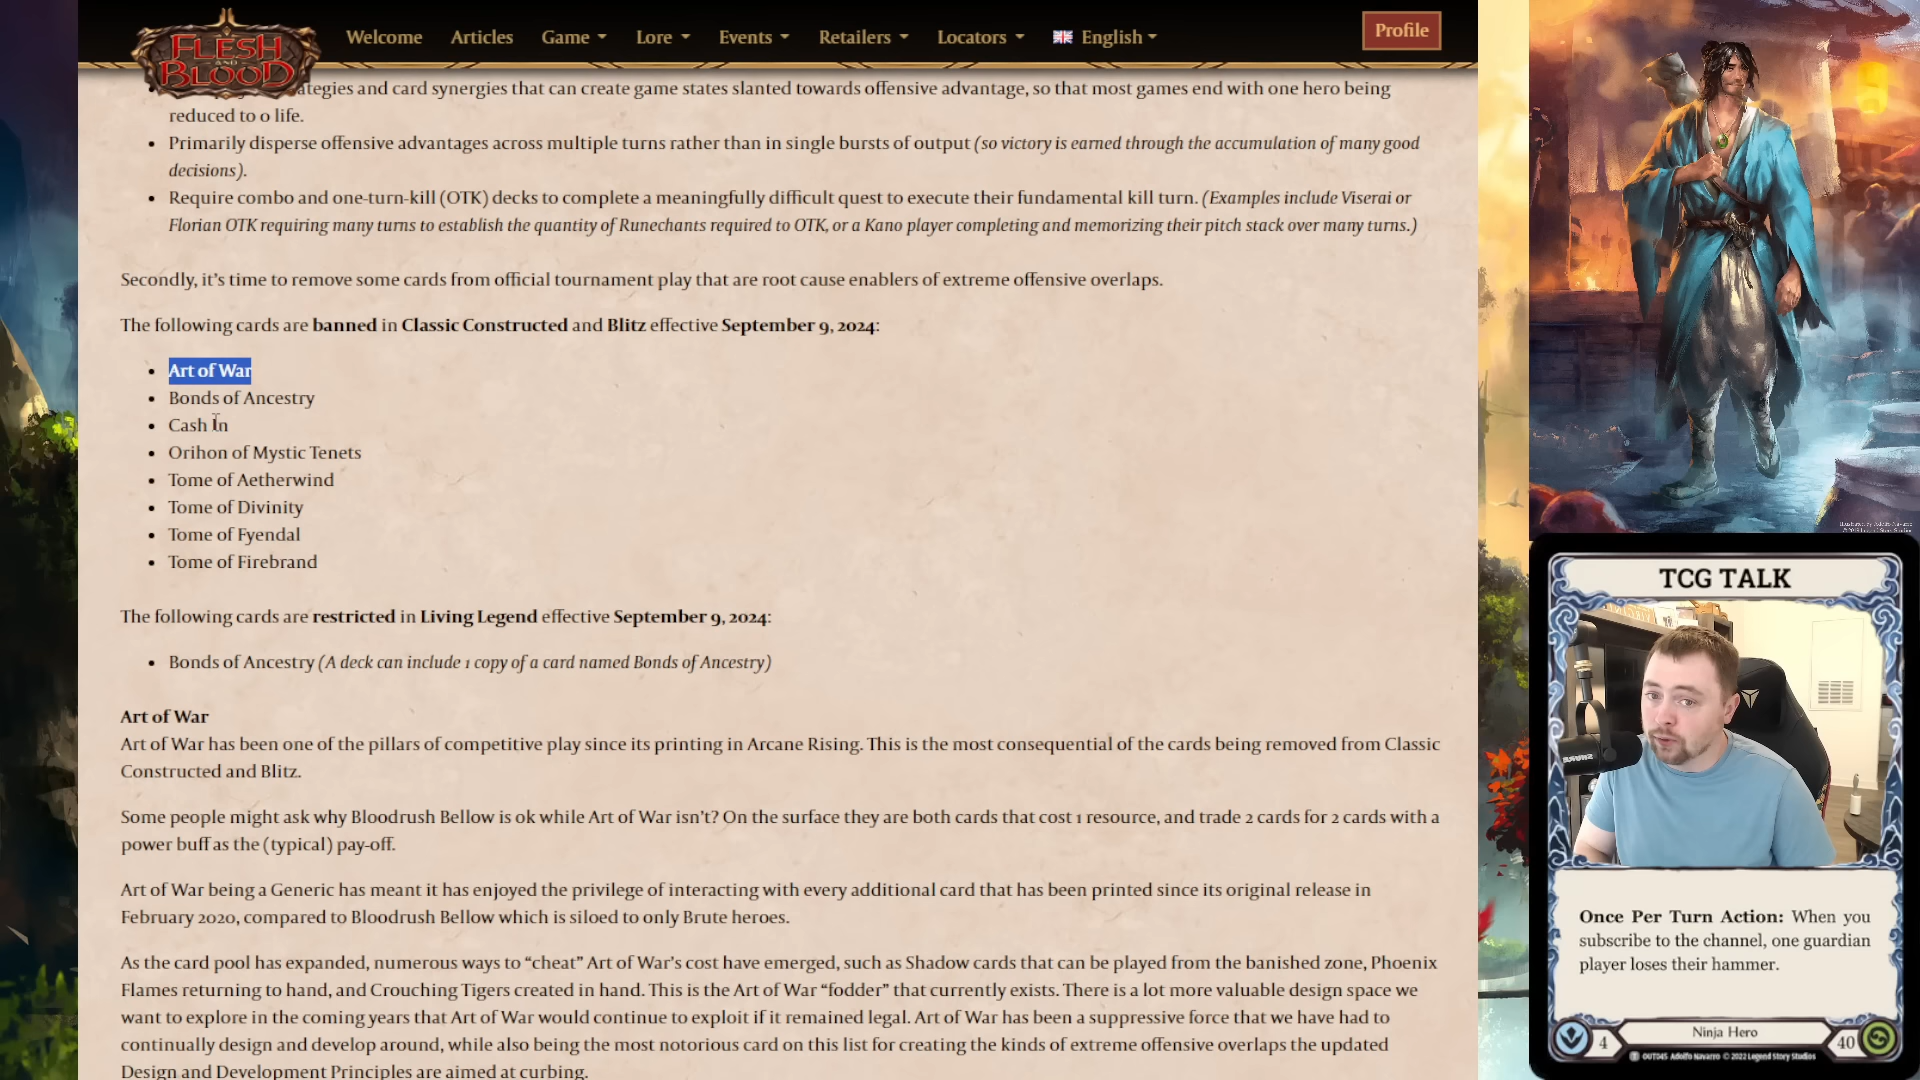 FLESH
AND
BLOOD
Welcome
Articles
Game
Lore
Events
Retailers
Locators
English
Profile
ategies and card synergies that can create game states slanted towards offensive advantage, so that most games end with one hero being
reduced to 0 life.
• Primarily disperse offensive advantages across multiple turns rather than in single bursts of output (so victory is earned through the accumulation of many good
decisions).
• Require combo and one-turn-kill (OTK) decks to complete a meaningfully difficult quest to execute their fundamental kill turn. (Examples include Viserai or
Florian OTK requiring many turns to establish the quantity of Runechants required to OTK, or a Kano player completing and memorizing their pitch stack over many turns.)
Secondly, it's time to remove some cards from official tournament play that are root cause enablers of extreme offensive overlaps.
The following cards are banned in Classic Constructed and Blitz effective September 9, 2024:
• Art of War
• Bonds of Ancestry
• Cash In
• Orihon of Mystic Tenets
• Tome of Aetherwind
• Tome of Divinity
• Tome of Fyendal
• Tome of Firebrand
The following cards are restricted in Living Legend effective September 9, 2024:
• Bonds of Ancestry (A deck can include 1 copy of a card named Bonds of Ancestry)
Art of War
Art of War has been one of the pillars of competitive play since its printing in Arcane Rising. This is the most consequential of the cards being removed from Classic
Constructed and Blitz.
Some people might ask why Bloodrush Bellow is ok while Art of War isn't? On the surface they are both cards that cost 1 resource, and trade 2 cards for 2 cards with a
power buff as the (typical) pay-off.
Art of War being a Generic has meant it has enjoyed the privilege of interacting with every additional card that has been printed since its original release in
February 2020, compared to Bloodrush Bellow which is siloed to only Brute heroes.
As the card pool has expanded, numerous ways to "cheat" Art of War's cost have emerged, such as Shadow cards that can be played from the banished zone, Phoenix
Flames returning to hand, and Crouching Tigers created in hand. This is the Art of War "fodder" that currently exists. There is a lot more valuable design space we
want to explore in the coming years that Art of War would continue to exploit if it remained legal. Art of War has been a suppressive force that we have had to
continually design and develop around, while also being the most notorious card on this list for creating the kinds of extreme offensive overlaps the updated
Design and Development Principles are aimed at curbing.
TCG TALK
Once Per Turn Action: When you
subscribe to the channel, one guardian
player loses their hammer.
4
Ninja Hero
40
OUT045 Adolfo Navarro © 2022 Legend Story Studios